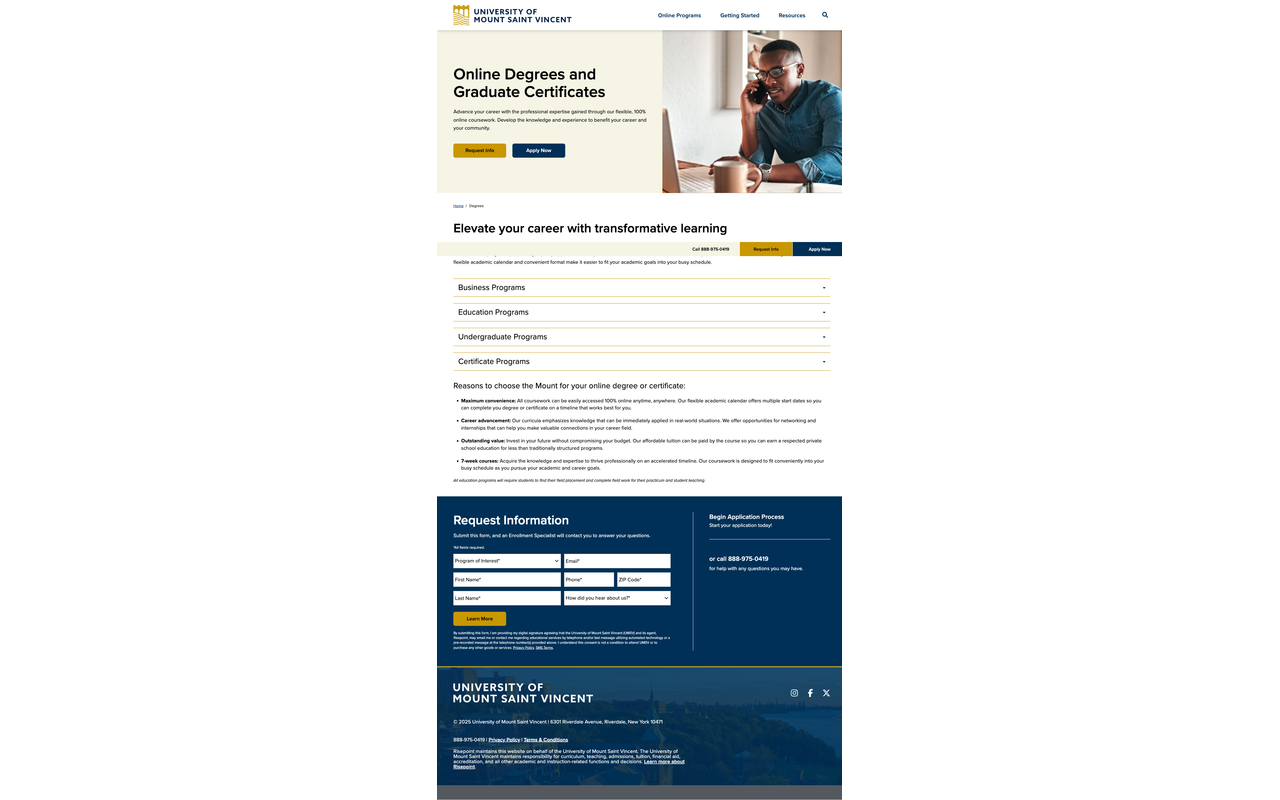 UNIVERSITY OF
MOUNT SAINT VINCENT
Online Programs
Getting Started
Resources
Online Degrees and
Graduate Certificates
Advance your career with the professional expertise gained through our flexible, 100%
online coursework. Develop the knowledge and experience to benefit your career and
your community.
Request Info
Apply Now
Home / Degrees
Elevate your career with transformative learning
Call 888-975-0419
Request Info
Apply Now
flexible academic calendar and convenient format make it easier to fit your academic goals into your busy schedule.
Business Programs
Education Programs
Undergraduate Programs
Certificate Programs
Reasons to choose the Mount for your online degree or certificate:
• Maximum convenience: All coursework can be easily accessed 100% online anytime, anywhere. Our flexible academic calendar offers multiple start dates so you
can complete you degree or certificate on a timeline that works best for you.
• Career advancement: Our curricula emphasizes knowledge that can be immediately applied in real-world situations. We offer opportunities for networking and
internships that can help you make valuable connections in your career field.
• Outstanding value: Invest in your future without compromising your budget. Our affordable tuition can be paid by the course so you can earn a respected private
school education for less than traditionally structured programs.
• 7-week courses: Acquire the knowledge and expertise to thrive professionally on an accelerated timeline. Our coursework is designed to fit conveniently into your
busy schedule as you pursue your academic and career goals.
All education programs will require students to find their field placement and complete field work for their practicum and student teaching.
Request Information
Submit this form, and an Enrollment Specialist will contact you to answer your questions.
*All fields required.
Program of Interest*
Email*
First Name*
Phone*
ZIP Code*
Last Name*
How did you hear about us?*
Learn More
By submitting this form, I am providing my digital signature agreeing that the University of Mount Saint Vincent (UMSV) and its agent,
Risepoint, may email me or contact me regarding educational services by telephone and/or text message utilizing automated technology or a
pre-recorded message at the telephone number(s) provided above. I understand this consent is not a condition to attend UMSV or to
purchase any other goods or services. Privacy Policy. SMS Terms.
Begin Application Process
Start your application today!
or call 888-975-0419
for help with any questions you may have.
UNIVERSITY OF
MOUNT SAINT VINCENT
© 2025 University of Mount Saint Vincent | 6301 Riverdale Avenue, Riverdale, New York 10471
888-975-0419 | Privacy Policy | Terms & Conditions
Risepoint maintains this website on behalf of the University of Mount Saint Vincent. The University of
Mount Saint Vincent maintains responsibility for curriculum, teaching, admissions, tuition, financial aid,
accreditation, and all other academic and instruction-related functions and decisions. Learn more about
Risepoint.